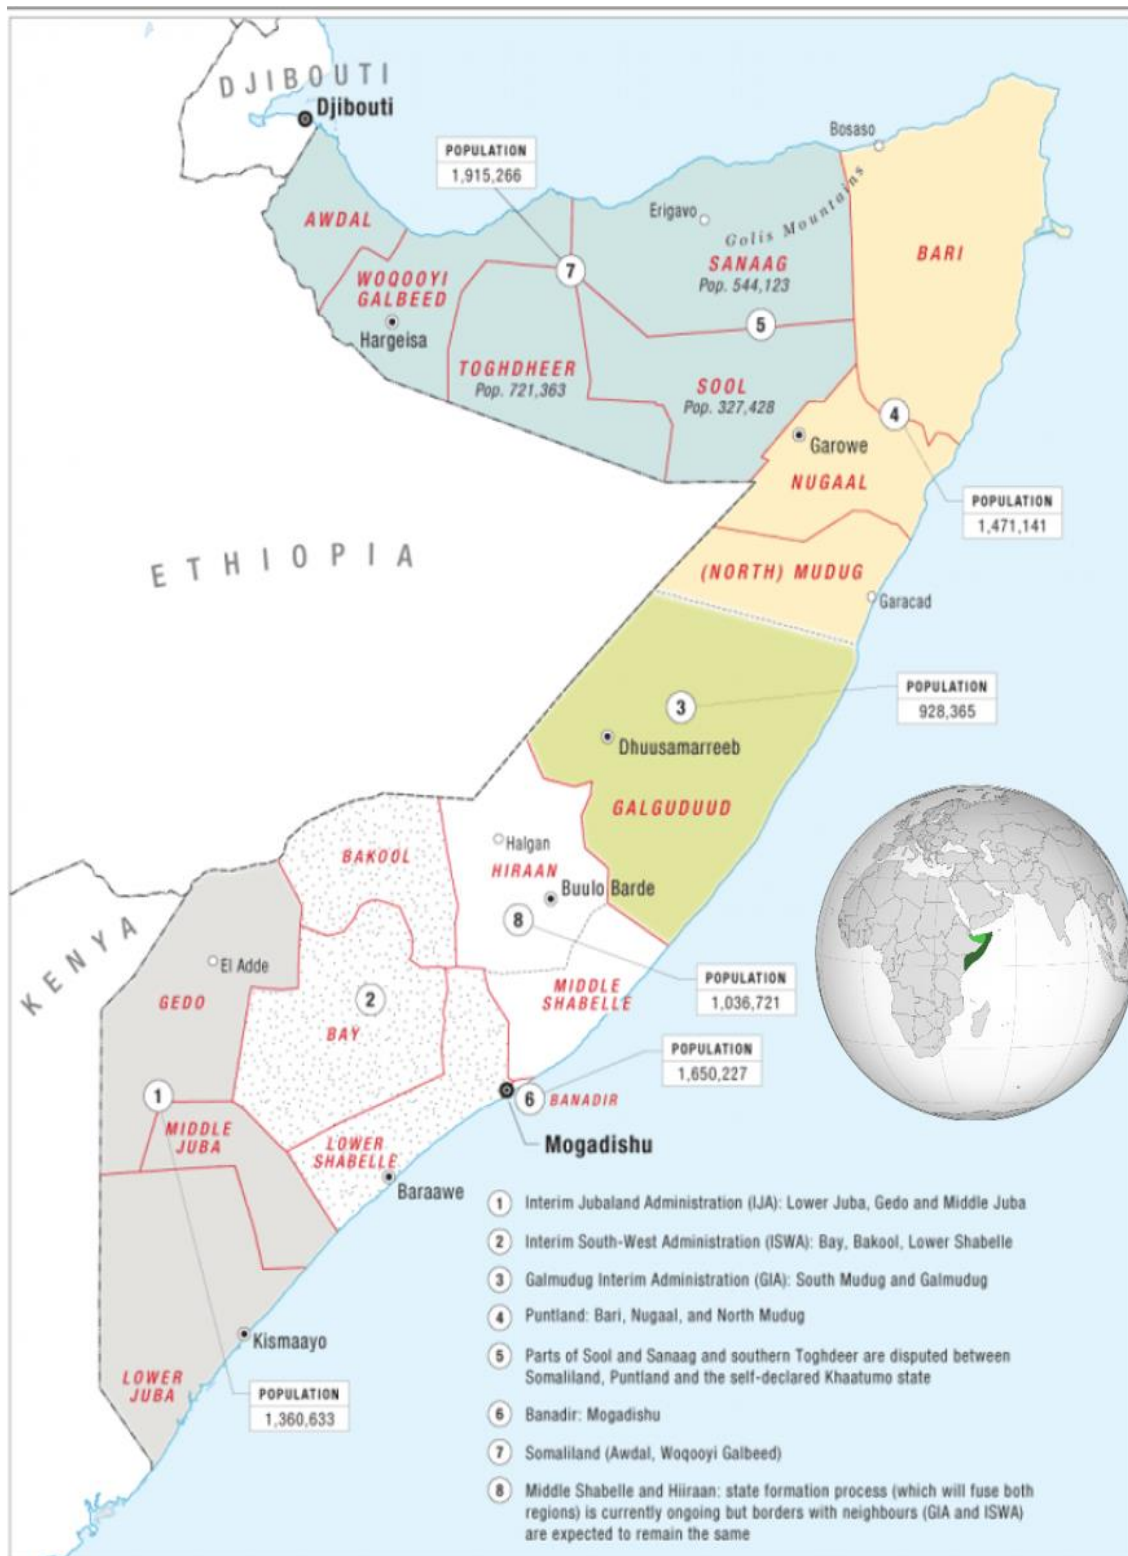 DJIBOUTI
Djibouti
POPULATION
1,915,266
Bosaso
AWDAL
Erigavo
Golis Mountains
BARI
WOQOOYI
GALBEED
7
SANAAG
Pop. 544,123
Hargeisa
5
TOGHDHEER
Pop. 721,363
SOOL
Pop. 327,428
4
Garowe
NUGAAL
POPULATION
1,471,141
ETHIOPIA
(NORTH) MUDUG
Garacad
POPULATION
928,365
3
Dhuusamarreeb
GALGUDUUD
BAKOOL
Halgan
HIRAAN
Buulo Barde
8
KENYA
El Adde
GEDO
2
BAY
MIDDLE
SHABELLE
POPULATION
1,036,721
POPULATION
1,650,227
1
6
BANADIR
MIDDLE
JUBA
LOWER
SHABELLE
Mogadishu
Baraawe
Kismaayo
LOWER
JUBA
POPULATION
1,360,633
1 Interim Jubaland Administration (IJA): Lower Juba, Gedo and Middle Juba
2 Interim South-West Administration (ISWA): Bay, Bakool, Lower Shabelle
3 Galmudug Interim Administration (GIA): South Mudug and Galmudug
4 Puntland: Bari, Nugaal, and North Mudug
5 Parts of Sool and Sanaag and southern Toghdeer are disputed between
Somaliland, Puntland and the self-declared Khaatumo state
6 Banadir: Mogadishu
7 Somaliland (Awdal, Woqooyi Galbeed)
8 Middle Shabelle and Hiiraan: state formation process (which will fuse both
regions) is currently ongoing but borders with neighbours (GIA and ISWA)
are expected to remain the same